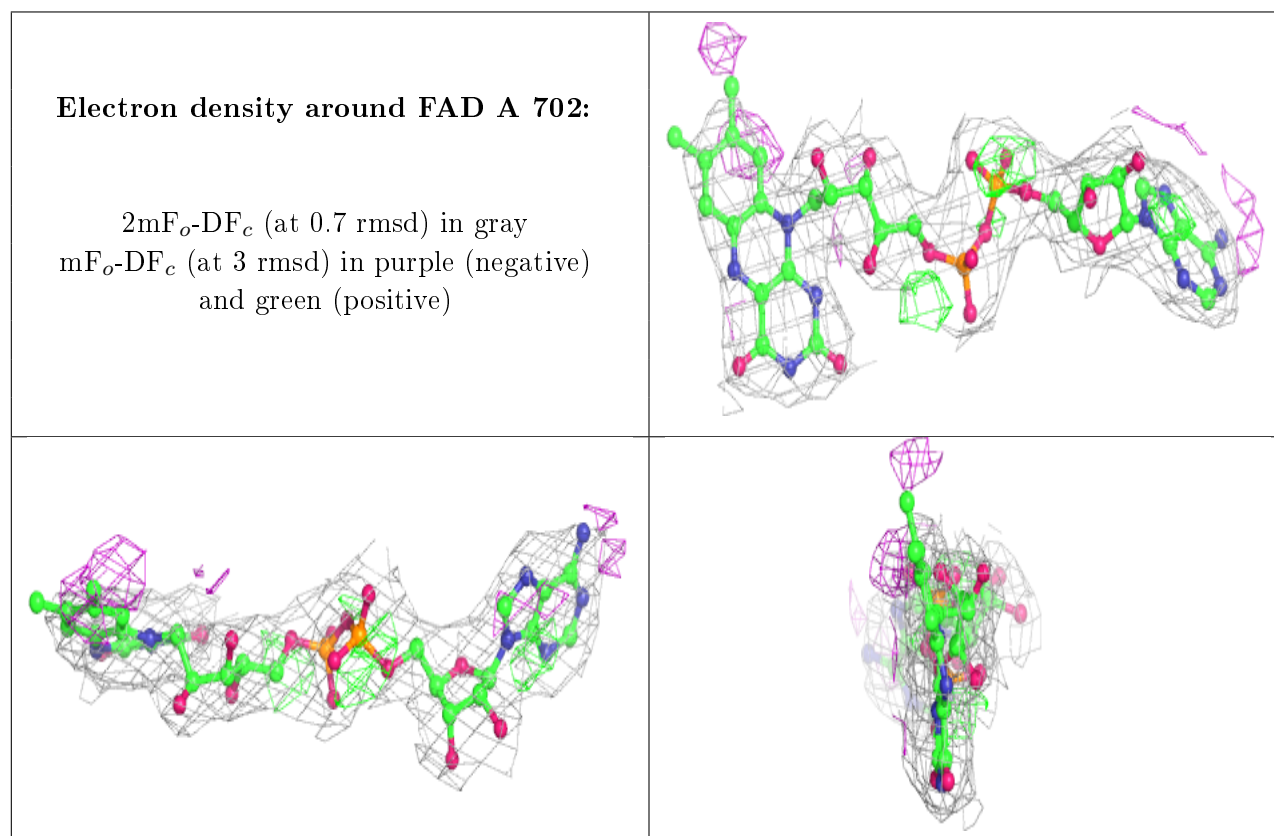 Electron density around FAD A 702:
2mFo-DFc (at 0.7 rmsd) in gray
mFo-DFc (at 3 rmsd) in purple (negative)
and green (positive)